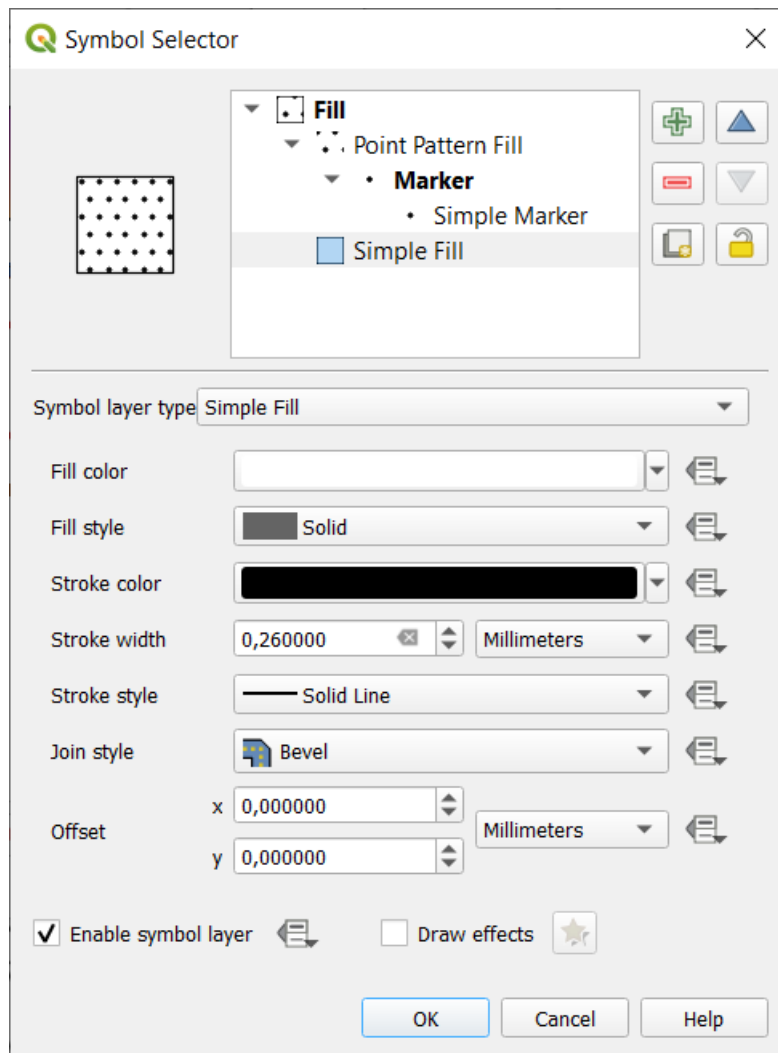 Symbol Selector
Fill
Point Pattern Fill
Marker
Simple Marker
Simple Fill
Symbol layer type Simple Fill
Fill color
Fill style Solid
Stroke color
Stroke width 0,260000 Millimeters
Stroke style Solid Line
Join style Bevel
x 0,000000
Offset Millimeters
y 0,000000
Enable symbol layer Draw effects
OK Cancel Help